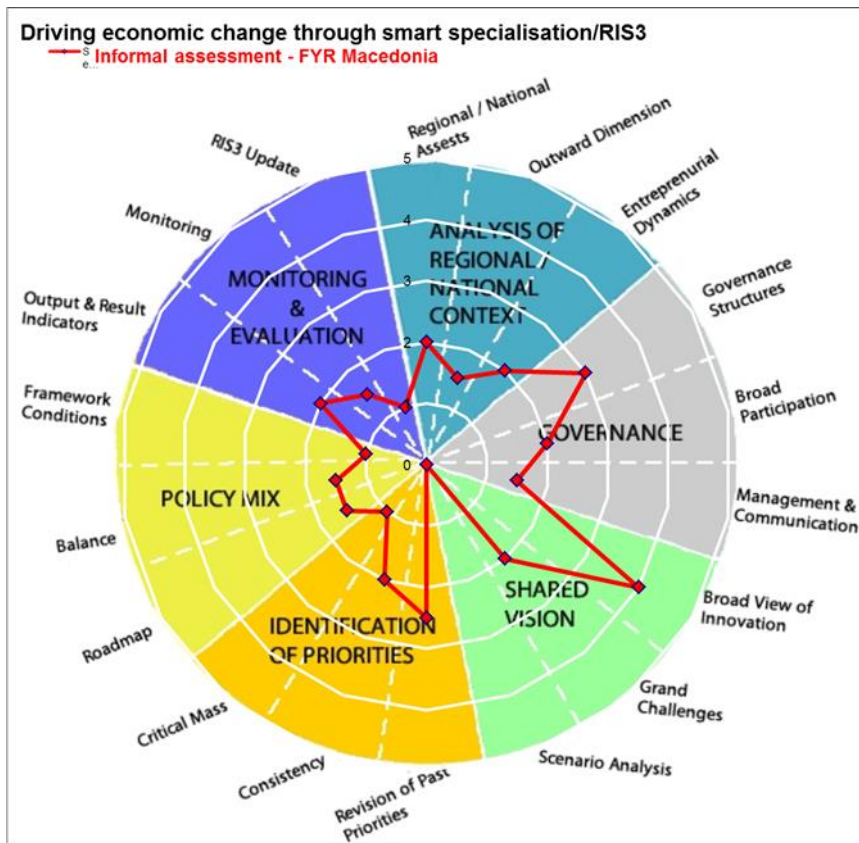 Driving economic change through smart specialisation/RIS3
S
e...
Informal assessment - FYR Macedonia
Regional / National
Assests
Outward Dimension
Entreprenurial
Dynamics
Governance
Structures
Broad
Participation
Management &
Communication
Broad View of
Innovation
Grand
Challenges
Scenario Analysis
Revision of Past
Priorities
Consistency
Critical Mass
Roadmap
Balance
Framework
Conditions
Output & Result
Indicators
Monitoring
RIS3 Update
5
4
3
2
0
ANALYSIS OF
REGIONAL /
NATIONAL
CONTEXT
GOVERNANCE
SHARED
VISION
IDENTIFICATION
OF PRIORITIES
POLICY MIX
MONITORING
&
EVALUATION